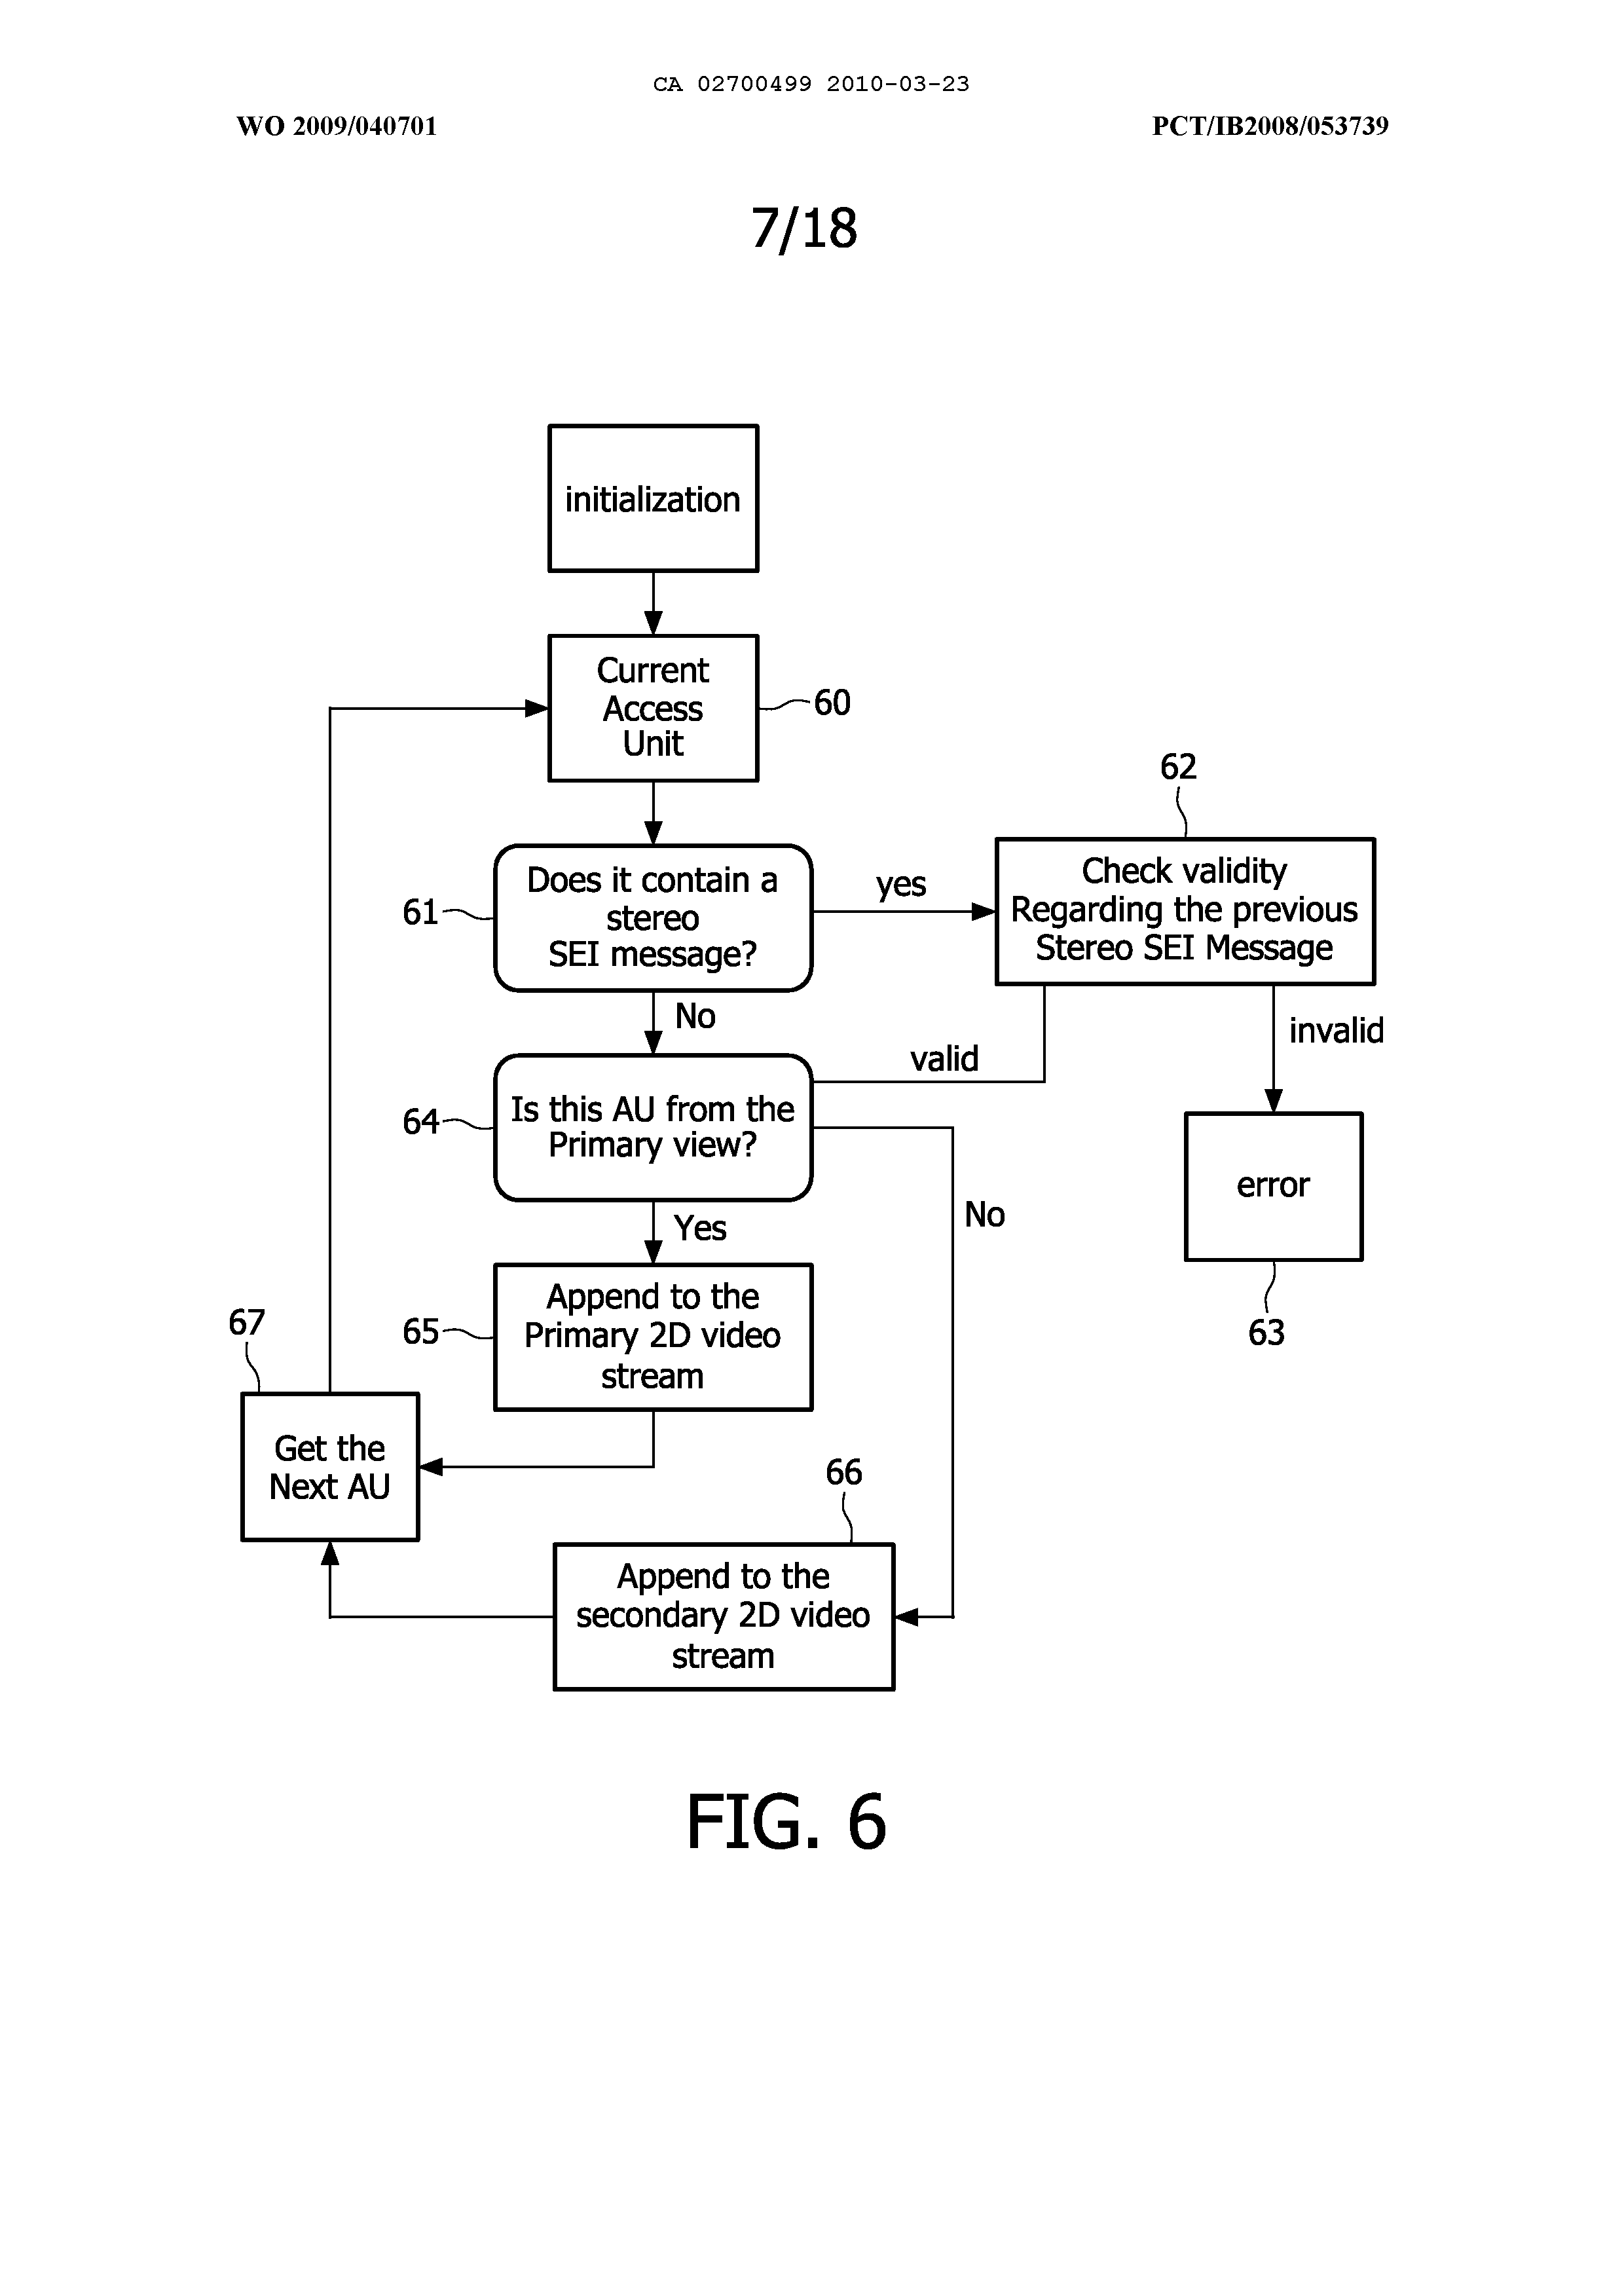 CA 02700499 2010-03-23
WO 2009/040701
PCT/IB2008/053739
7/18
initialization
Current
Access
Unit
60
62
Does it contain a
stereo
SEI message?
61
yes
Check validity
Regarding the previous
Stereo SEI Message
No
valid
invalid
Is this AU from the
Primary view?
64
error
63
Yes
No
Append to the
Primary 2D video
stream
65
67
Get the
Next AU
66
Append to the
secondary 2D video
stream
FIG. 6